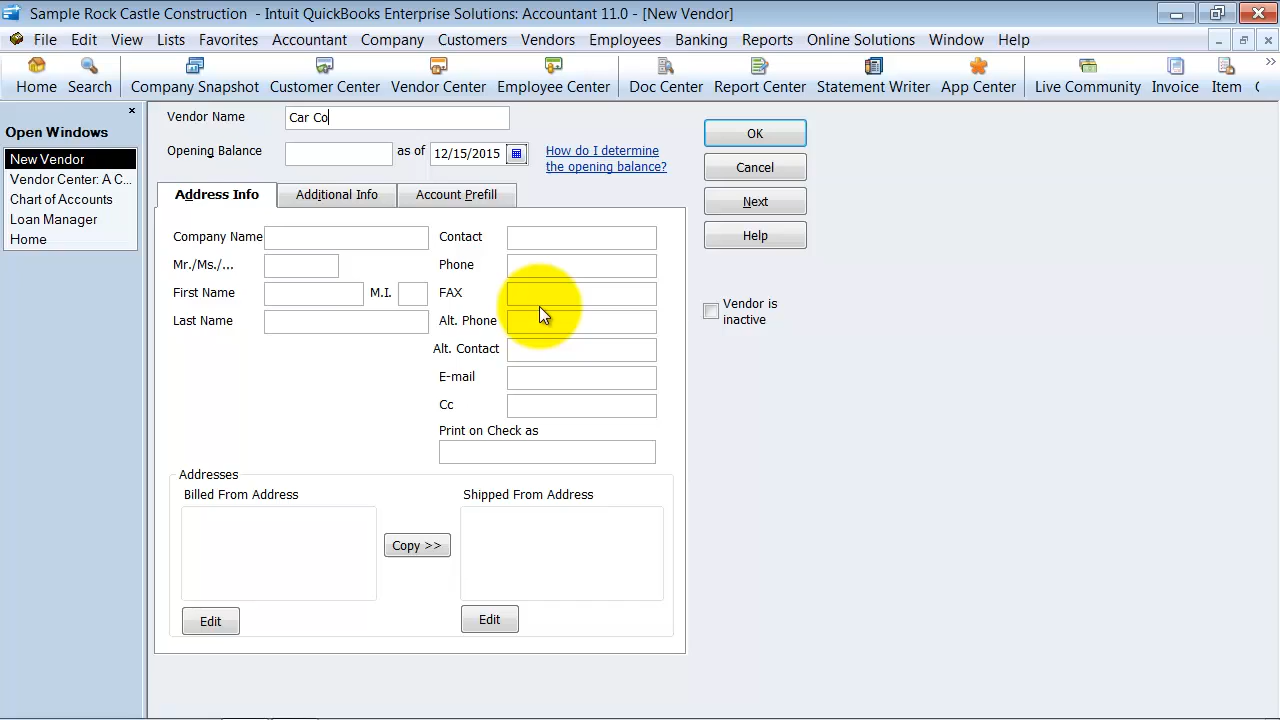 Sample Rock Castle Construction - Intuit QuickBooks Enterprise Solutions: Accountant 11.0 - [New Vendor]
File Edit View Lists Favorites Accountant Company Customers Vendors Employees Banking Reports Online Solutions Window Help
Home Search Company Snapshot Customer Center Vendor Center Employee Center Doc Center Report Center Statement Writer App Center Live Community Invoice Item
Open Windows
New Vendor
Vendor Center: A C...
Chart of Accounts
Loan Manager
Home
Vendor Name Car Co
Opening Balance as of 12/15/2015
How do I determine
the opening balance?
Address Info Additional Info Account Prefill
Company Name Contact
Mr./Ms./... Phone
First Name M.I. FAX
Last Name Alt. Phone
Alt. Contact
E-mail
Cc
Print on Check as
Addresses
Billed From Address Shipped From Address
Copy >>
Edit Edit
OK
Cancel
Next
Help
Vendor is
inactive